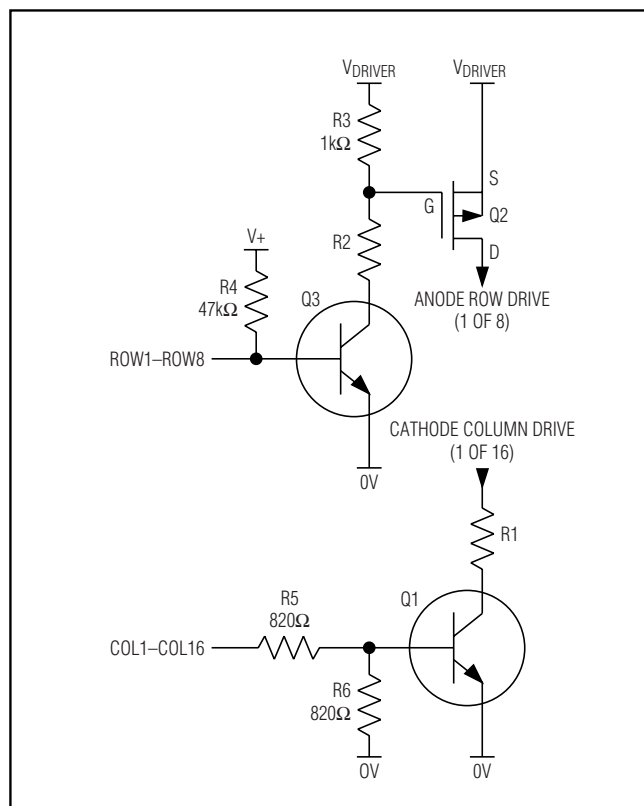 VDRIVER
VDRIVER
R3
1kΩ
S
G
Q2
R2
D
V+
R4
47kΩ
Q3
ANODE ROW DRIVE
(1 OF 8)
ROW1–ROW8
CATHODE COLUMN DRIVE
(1 OF 16)
0V
R1
R5
820Ω
Q1
COL1–COL16
R6
820Ω
OV
0V